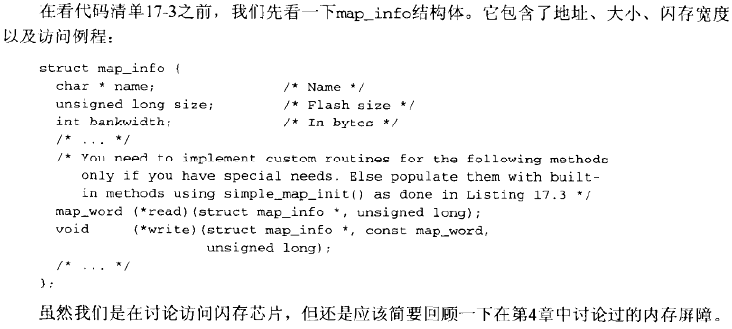 在看代码清单17-3之前，我们先看一下map_info结构体。它包含了地址、大小、闪存宽度
以及访问例程：
struct map_info {
char * name; /* Name */
unsigned long size; /* Flash size */
int bankwidth; /* In bytes */
/* ... */
/* You need to implement custom routines for the following methods
only if you have special needs. Else populate them with built-
in methods using simple_map_init() as done in Listing 17.3 */
map_word (*read)(struct map_info *, unsigned long);
void (*write)(struct map_info *, const map_word,
unsigned long);
/* ... */
};
虽然我们是在讨论访问闪存芯片，但还是应该简要回顾一下在第4章中讨论过的内存屏障。